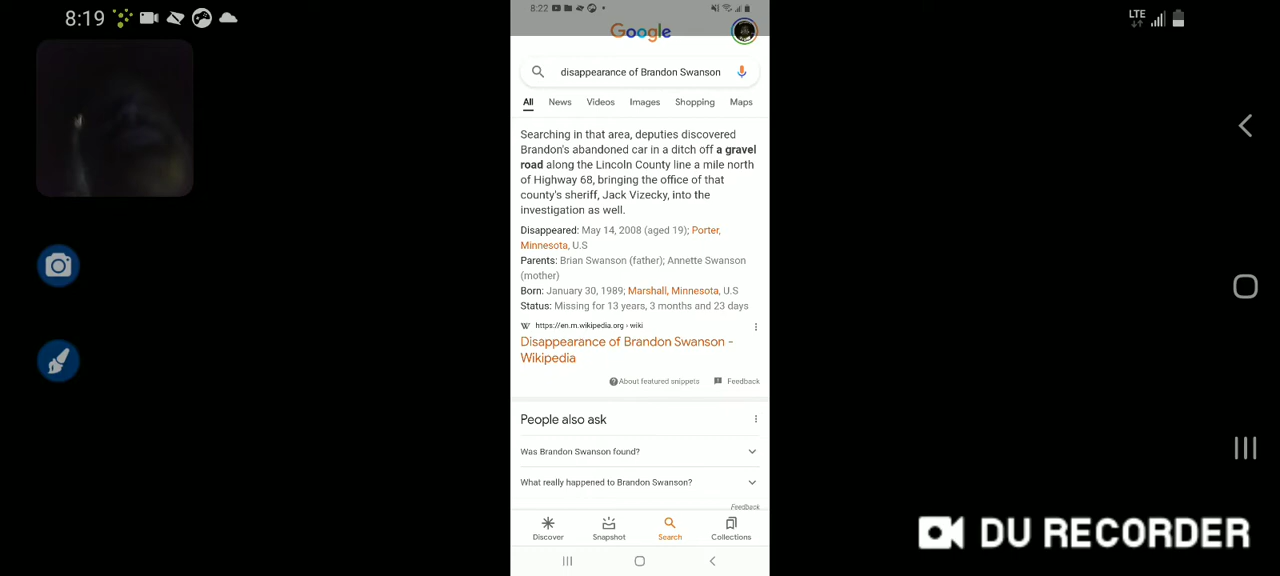 8:19
LTE
8:22
Google
disappearance of Brandon Swanson
All News Videos Images Shopping Maps
Searching in that area, deputies discovered
Brandon's abandoned car in a ditch off a gravel
road along the Lincoln County line a mile north
of Highway 68, bringing the office of that
county's sheriff, Jack Vizecky, into the
investigation as well.
Disappeared: May 14, 2008 (aged 19); Porter,
Minnesota, U.S
Parents: Brian Swanson (father); Annette Swanson
(mother)
Born: January 30, 1989; Marshall, Minnesota, U.S
Status: Missing for 13 years, 3 months and 23 days
W https://en.m.wikipedia.org › wiki
Disappearance of Brandon Swanson -
Wikipedia
About featured snippets Feedback
People also ask
Was Brandon Swanson found?
What really happened to Brandon Swanson?
Feedback
Discover Snapshot Search Collections
DU RECORDER